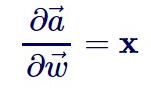 ∂a⃗/∂w⃗ = 𝐱